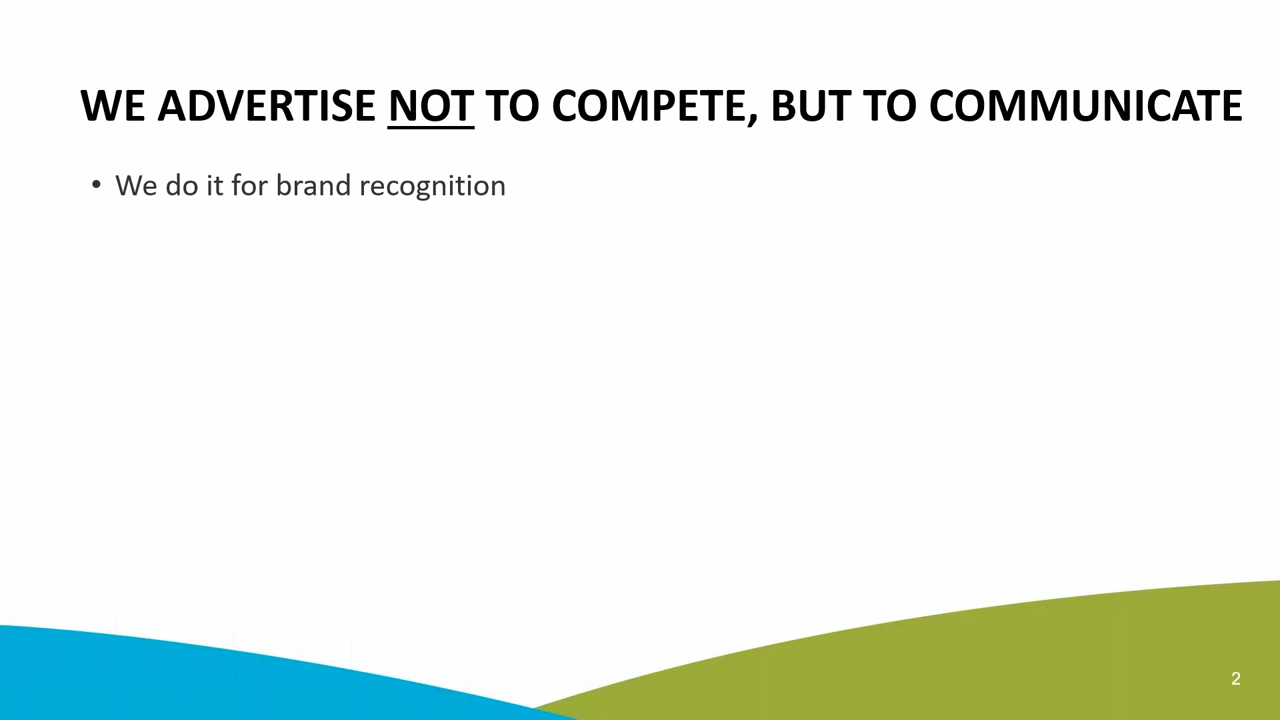 WE ADVERTISE NOT TO COMPETE, BUT TO COMMUNICATE
• We do it for brand recognition
2